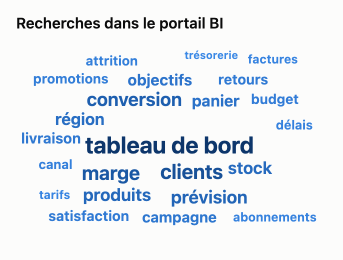 Recherches dans le portail BI
trésorerie
attrition factures
promotions objectifs retours
conversion panier budget
région délais
livraison tableau de bord
canal marge clients stock
tarifs produits prévision
satisfaction campagne abonnements